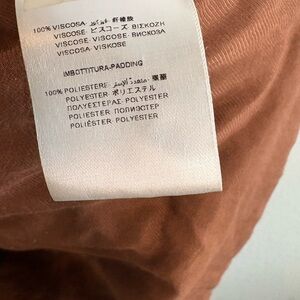 100% VISCOSA
VISCOSE · ビスコース · ΒΙΣΚΟΖΗ
VISCOSE · VISCOSE · ВИСКОЗА
VISCOSA · VISKOSE
IMBOTTITURA-PADDING
100% POLIESTERE
POLYESTER · ポリエステル
POLYESTER · ΠΟΛΥΕΣΤΕΡΑΣ
POLIESTER · ПОЛИЭСТЕР
POLIÉSTER · POLYESTER